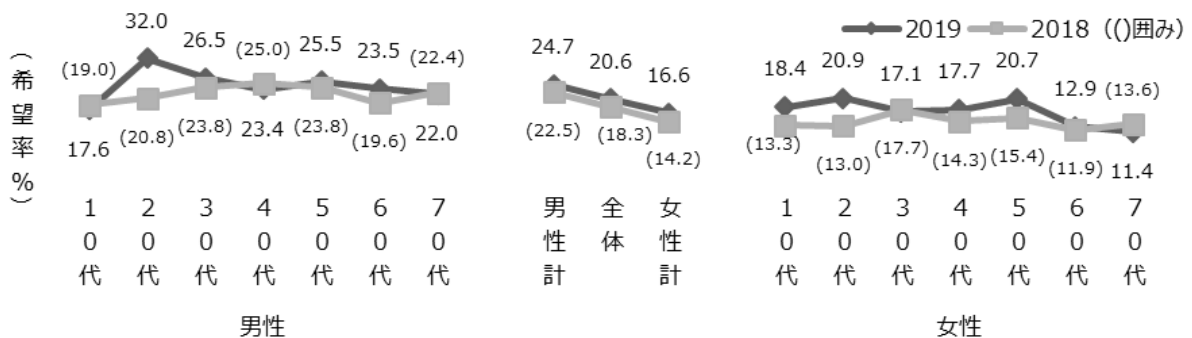 2019 2018 (()囲み)
(希望率%)
(19.0) 32.0 26.5 (25.0) 25.5 23.5 (22.4)
17.6 (20.8) (23.8) 23.4 (23.8) (19.6) 22.0
10代 20代 30代 40代 50代 60代 70代
男性
24.7 20.6 16.6
(22.5) (18.3) (14.2)
男性計 全体 女性計
18.4 20.9 17.1 17.7 20.7 12.9 (13.6)
(13.3) (13.0) (17.7) (14.3) (15.4) (11.9) 11.4
10代 20代 30代 40代 50代 60代 70代
女性